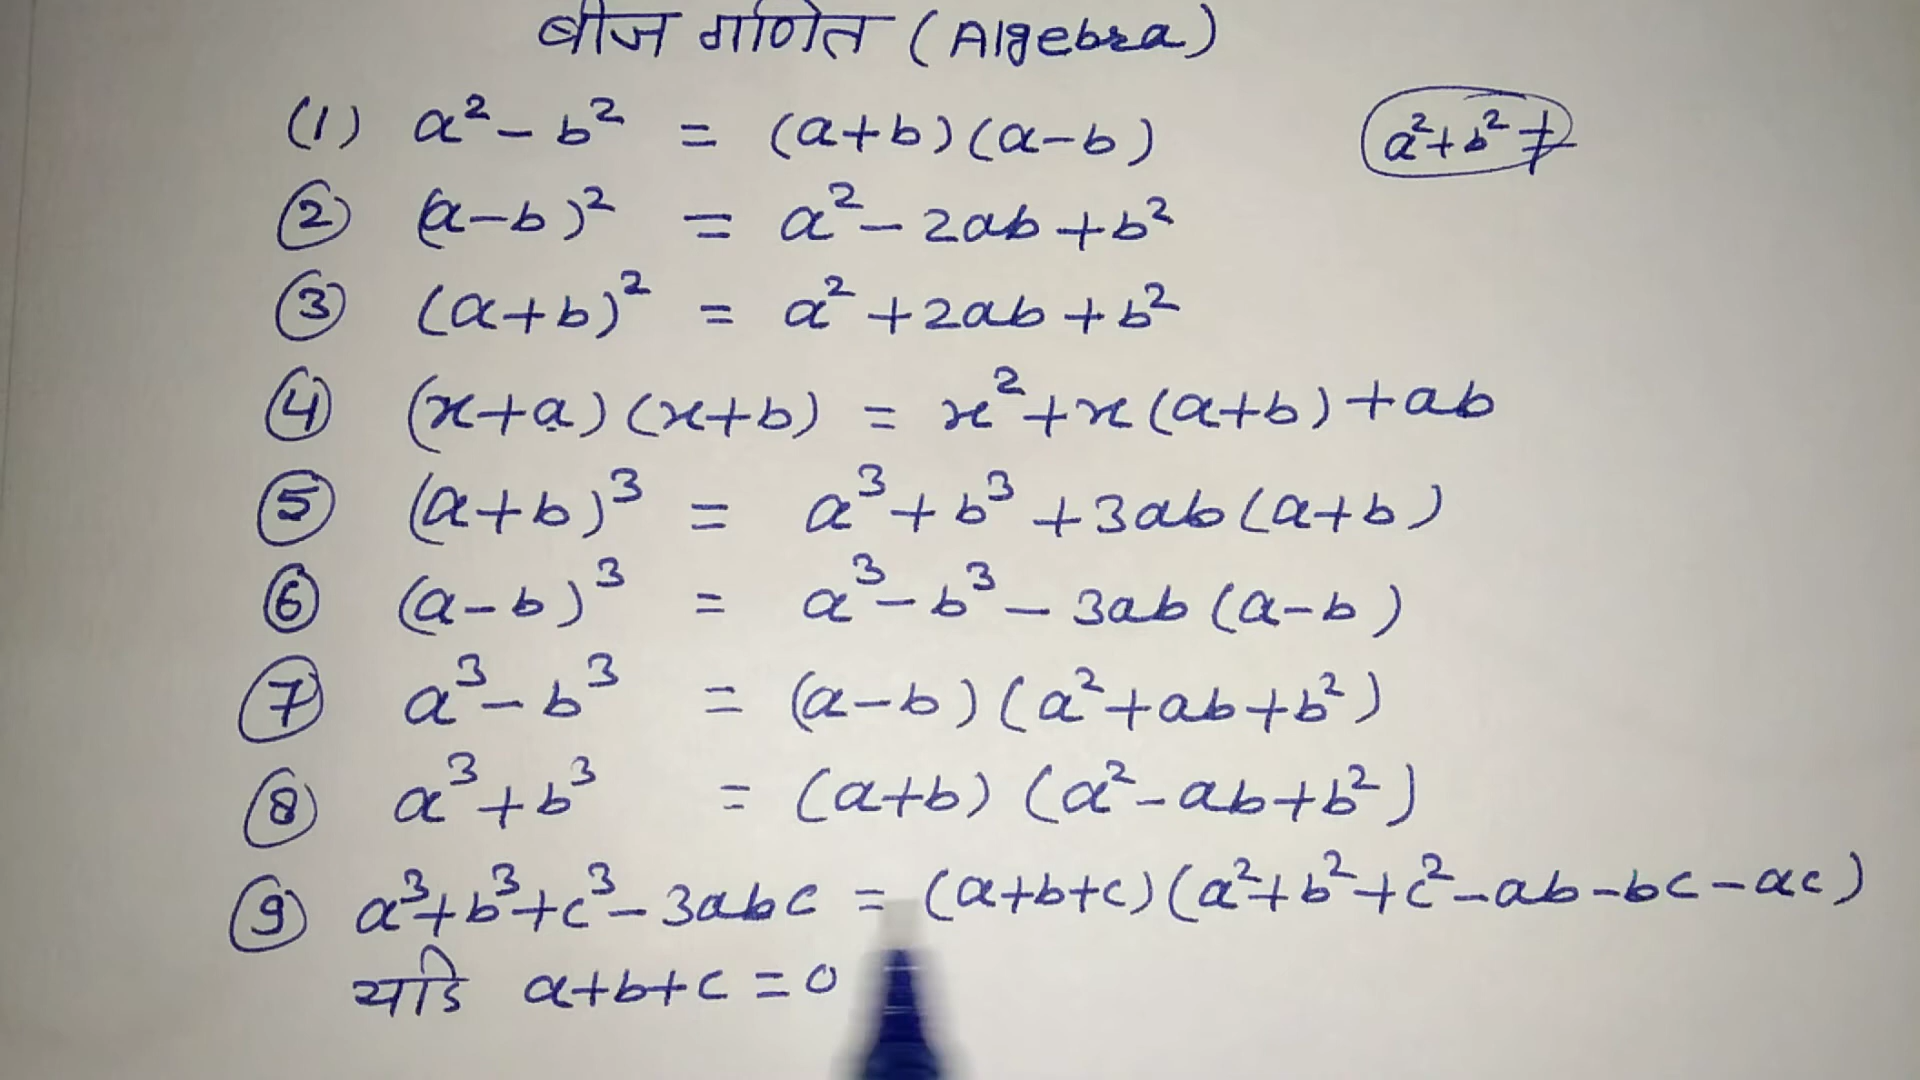 बीज गणित (Algebra)
(1) a² - b² = (a+b)(a-b)
a²+b² ≠
② (a-b)² = a² - 2ab + b²
③ (a+b)² = a² + 2ab + b²
④ (x+a)(x+b) = x² + x(a+b) + ab
⑤ (a+b)³ = a³ + b³ + 3ab(a+b)
⑥ (a-b)³ = a³ - b³ - 3ab(a-b)
⑦ a³ - b³ = (a-b)(a²+ab+b²)
⑧ a³ + b³ = (a+b)(a²-ab+b²)
⑨ a³+b³+c³-3abc = (a+b+c)(a²+b²+c²-ab-bc-ac)
यदि a+b+c = 0